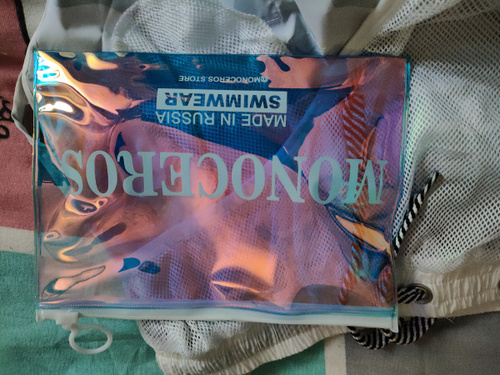 MONOCEROS
MADE IN RUSSIA
SWIMWEAR
@MONOCEROS.STORE